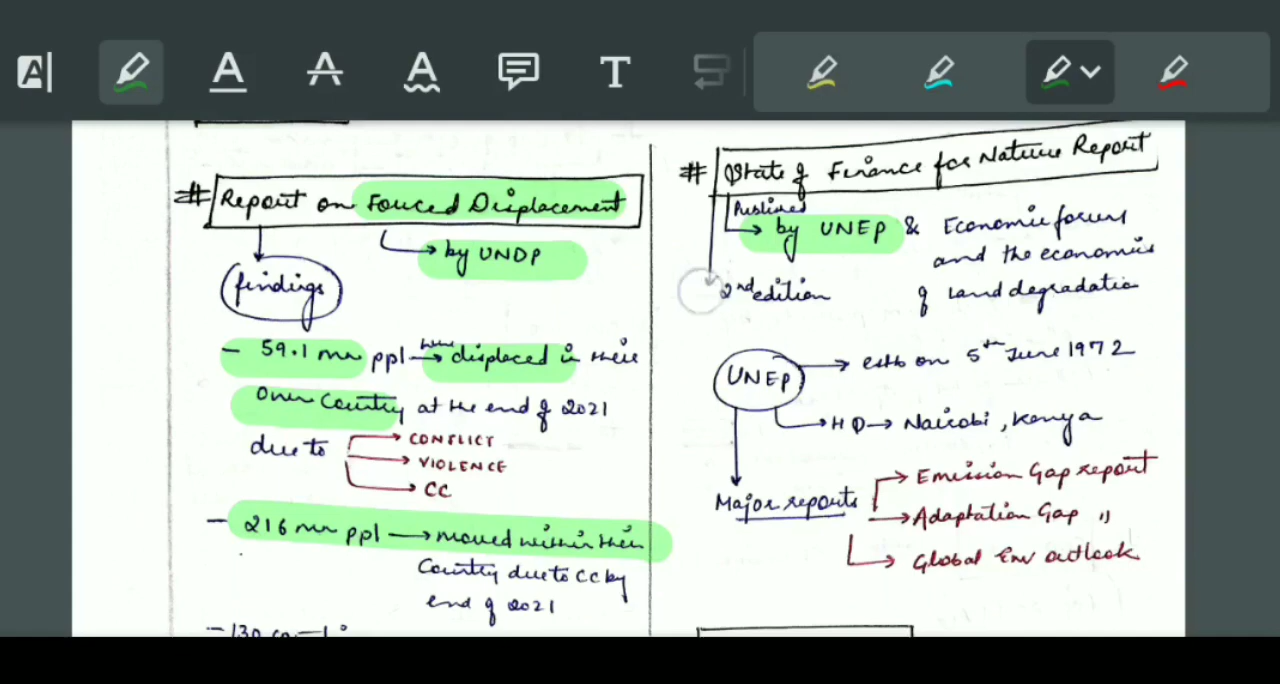 # Report on Forced Displacement
by UNDP
findings
- 59.1 mn ppl → were displaced in their
own country at the end of 2021
due to → CONFLICT
→ VIOLENCE
→ CC
- 216 mn ppl → moved within their
Country due to CC by
end of 2021
# State of Finance for Nature Report
Published
→ by UNEP & Economic forum
and the economics
of Land degradatio
2nd edition
UNEP → estb on 5th June 1972
→ HQ → Nairobi, Kenya
Major reports → Emission Gap report
→ Adaptation Gap "
→ Global Env outlook